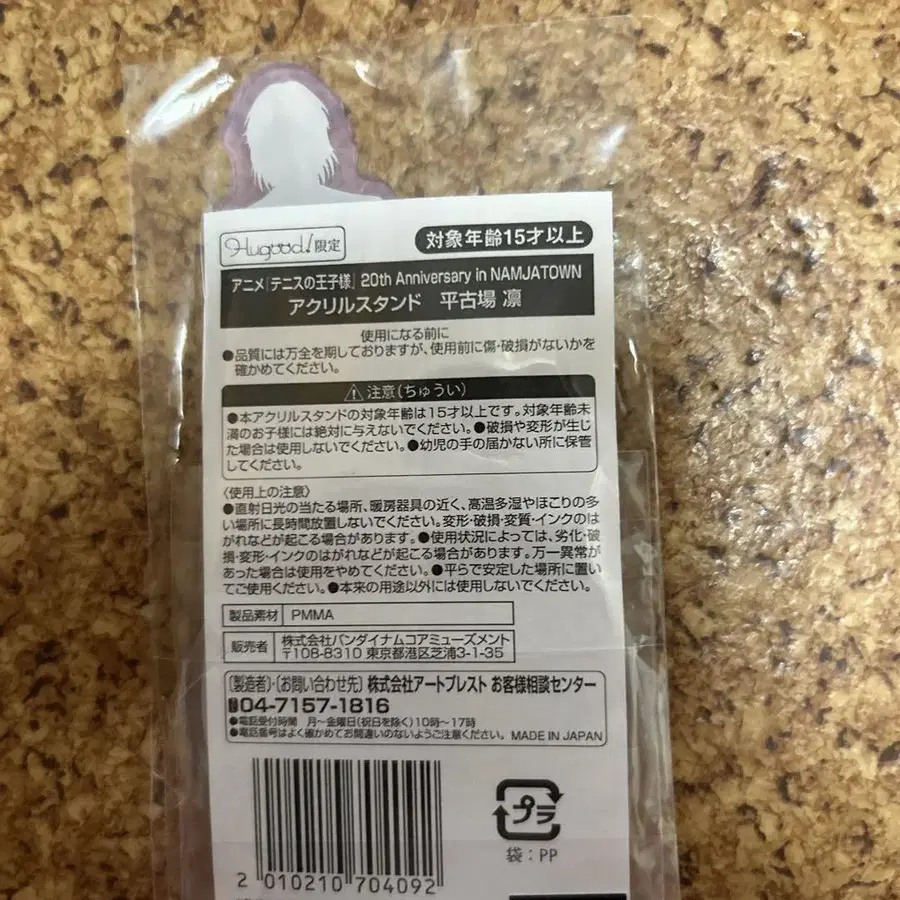 Hugood!限定
対象年齢15才以上
アニメ「テニスの王子様」 20th Anniversary in NAMJATOWN
アクリルスタンド 平古場 凛
使用になる前に
●品質には万全を期しておりますが、使用前に傷・破損がないかを
確かめてください。
⚠注意(ちゅうい)
●本アクリルスタンドの対象年齢は15才以上です。対象年齢未
満のお子様には絶対に与えないでください。●破損や変形が生じ
た場合は使用しないでください。●幼児の手の届かない所に保管
してください。
〈使用上の注意〉
●直射日光の当たる場所、暖房器具の近く、高温多湿やほこりの多
い場所に長時間放置しないでください。変形・破損・変質・インクのは
がれなどが起こる場合があります。●使用状況によっては、劣化・破
損・変形・インクのはがれなどが起こる場合があります。万一異常が
あった場合は使用をやめてください。●平らで安定した場所に置い
てご使用ください。●本来の用途以外には使用しないでください。
製品素材 PMMA
販売者 株式会社バンダイナムコアミューズメント
〒108-8310 東京都港区芝浦3-1-35
〔製造者〕・〔お問い合わせ先〕 株式会社アートプレスト お客様相談センター
04-7157-1816
●電話受付時間 月〜金曜日(祝日を除く)10時〜17時
●電話番号はよく確かめてお間違いのないようご注意ください。 MADE IN JAPAN
プラ
袋：PP
2 010210 704092